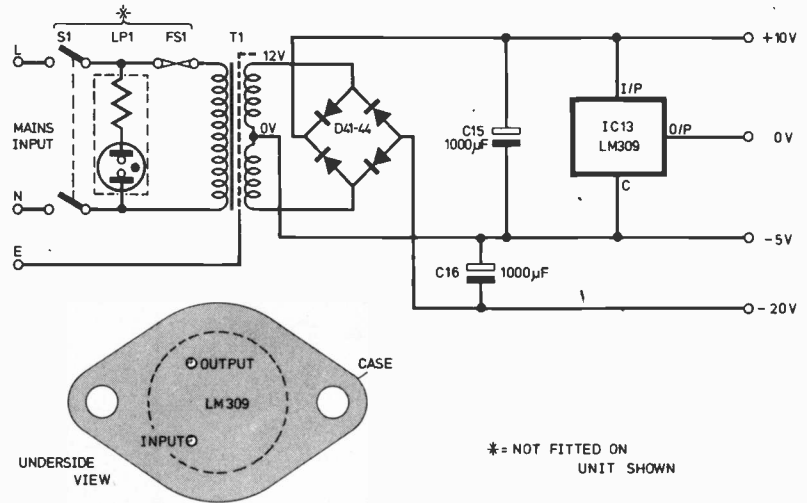 *
S1 LP1 FS1 T1
L
12V
+10V
I/P
MAINS
INPUT
0V
D41-44
C15
1000µF
IC13
LM309
O/P
0V
C
N
-5V
E
C16 1000µF
-20V
OUTPUT
CASE
LM309
INPUT
UNDERSIDE
VIEW
*= NOT FITTED ON
UNIT SHOWN